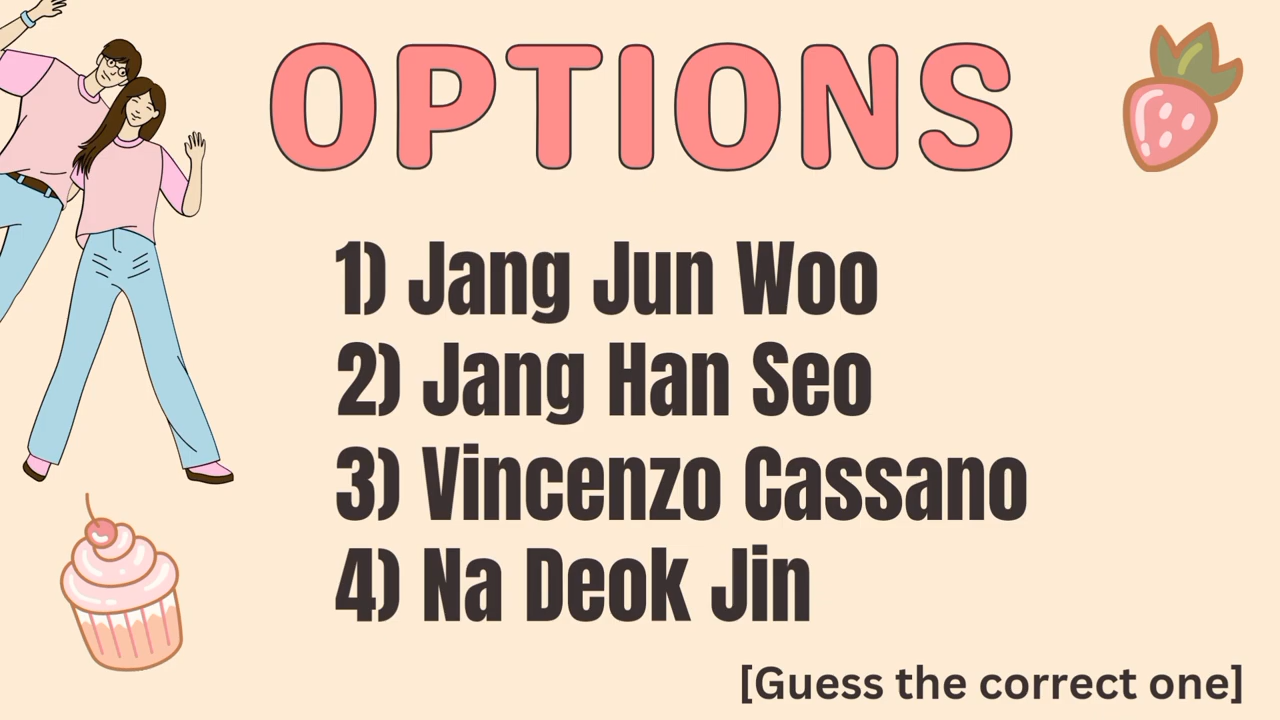 OPTIONS
1) Jang Jun Woo
2) Jang Han Seo
3) Vincenzo Cassano
4) Na Deok Jin
[Guess the correct one]